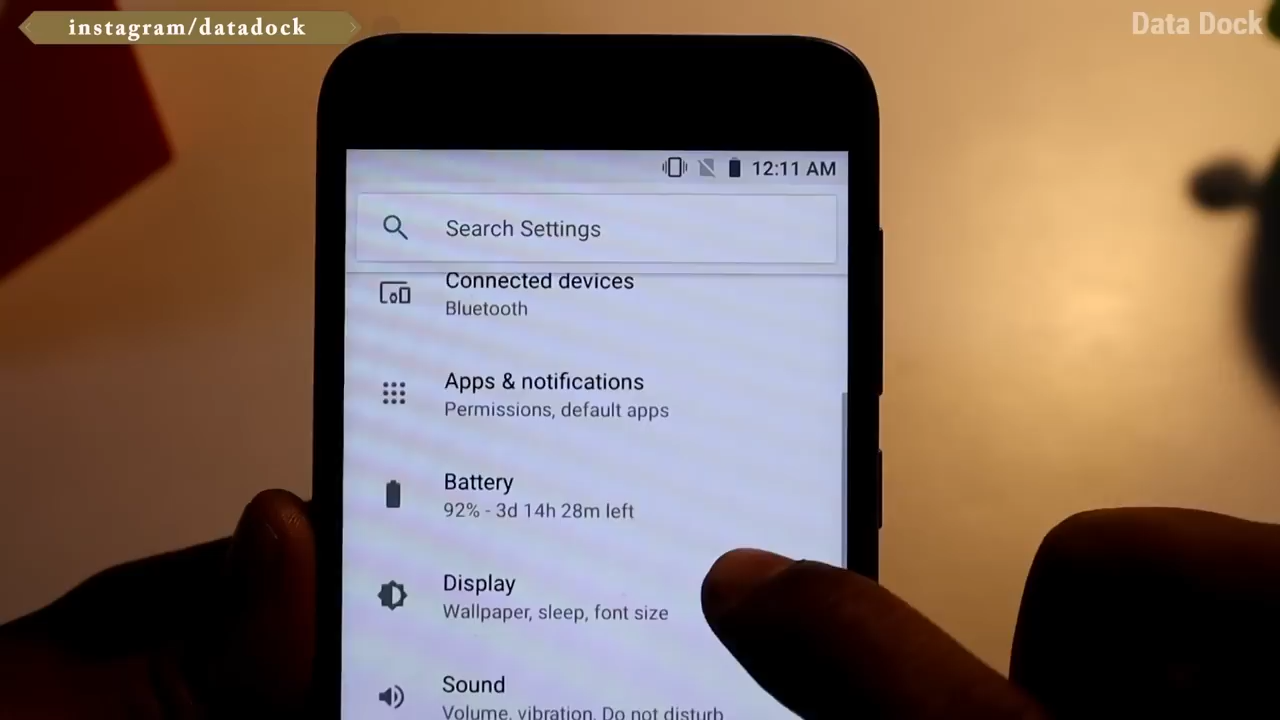 instagram/datadock
Data Dock
12:11 AM
Search Settings
Connected devices
Bluetooth
Apps & notifications
Permissions, default apps
Battery
92% - 3d 14h 28m left
Display
Wallpaper, sleep, font size
Sound
Volume, vibration, Do not disturb